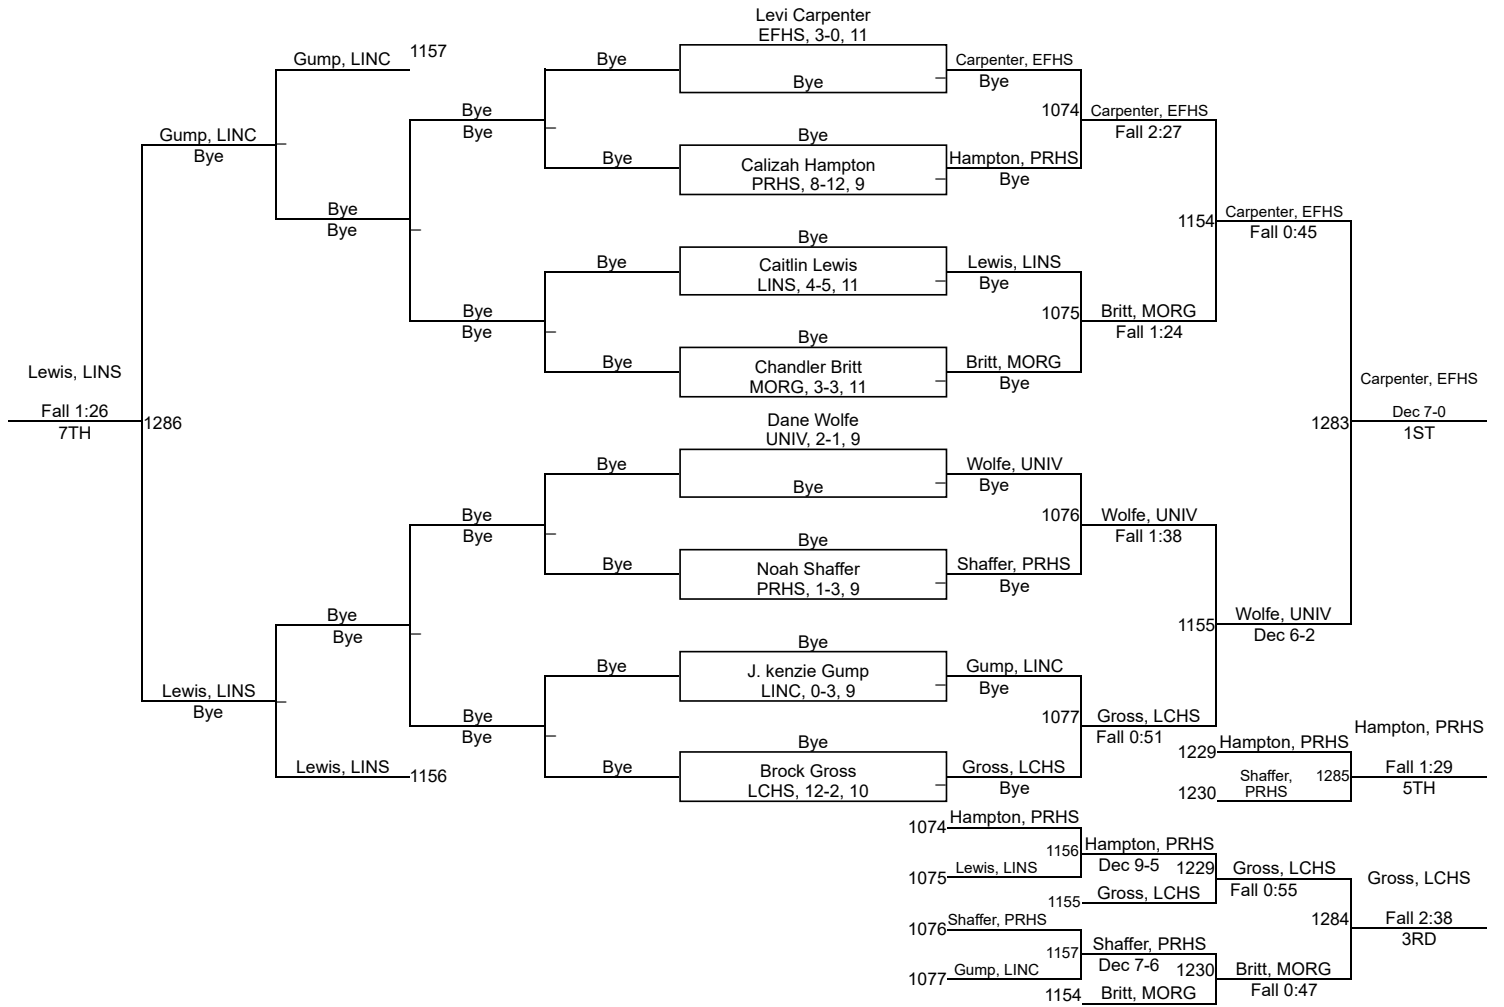 Levi Carpenter
EFHS, 3-0, 11
Gump, LINC
1157
Bye
Carpenter, EFHS
Bye
Bye
Bye
1074
Carpenter, EFHS
Fall 2:27
Gump, LINC
Bye
Bye
Bye
Bye
Calizah Hampton
PRHS, 8-12, 9
Hampton, PRHS
Bye
Bye
Bye
1154
Carpenter, EFHS
Fall 0:45
Bye
Bye
Caitlin Lewis
LINS, 4-5, 11
Lewis, LINS
Bye
Bye
Bye
1075
Britt, MORG
Fall 1:24
Bye
Bye
Chandler Britt
MORG, 3-3, 11
Britt, MORG
Bye
Lewis, LINS
Fall 1:26
7TH
1286
Carpenter, EFHS
1283
Dec 7-0
1ST
Dane Wolfe
UNIV, 2-1, 9
Bye
Bye
Wolfe, UNIV
Bye
Bye
Bye
1076
Wolfe, UNIV
Fall 1:38
Bye
Bye
Noah Shaffer
PRHS, 1-3, 9
Shaffer, PRHS
Bye
Bye
Bye
1155
Wolfe, UNIV
Dec 6-2
Bye
Bye
J. kenzie Gump
LINC, 0-3, 9
Gump, LINC
Bye
Lewis, LINS
Bye
Bye
Bye
1077
Gross, LCHS
Fall 0:51
Lewis, LINS
1156
Bye
Bye
Brock Gross
LCHS, 12-2, 10
Gross, LCHS
Bye
1229
Hampton, PRHS
1230
Shaffer,
PRHS
1285
Hampton, PRHS
Fall 1:29
5TH
1074
Hampton, PRHS
1075
Lewis, LINS
1156
Hampton, PRHS
Dec 9-5
1155
Gross, LCHS
1229
Gross, LCHS
Fall 0:55
1076
Shaffer, PRHS
1077
Gump, LINC
1157
Shaffer, PRHS
Dec 7-6
1154
Britt, MORG
1230
Britt, MORG
Fall 0:47
1284
Gross, LCHS
Fall 2:38
3RD